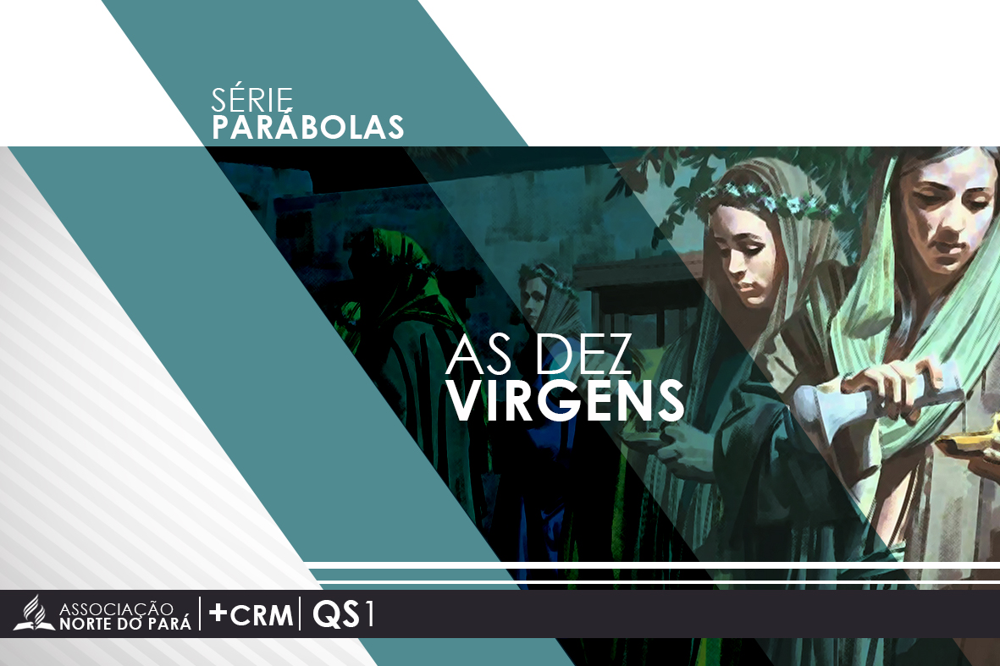 SÉRIE
PARÁBOLAS
AS DEZ
VIRGENS
ASSOCIAÇÃO
NORTE DO PARÁ
+CRM
QS1